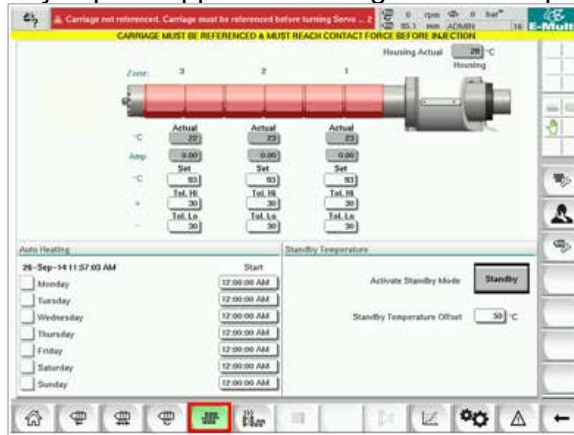 Carriage not referenced. Carriage must be referenced before turning Servo ... 2
0 rpm 0 bar
95.1 mm ADMIN 16
E-Multi
CARRIAGE MUST BE REFERENCED & MUST REACH CONTACT FORCE BEFORE INJECTION
Housing Actual 28 °C
Housing
Zone: 3 2 1
Actual Actual Actual
°C 22 23 23
Amp 0.00 0.00 0.00
Set Set Set
°C 93 93 93
Tol. Hi Tol. Hi Tol. Hi
+ 30 30 30
Tol. Lo Tol. Lo Tol. Lo
- 30 30 30
Auto Heating
Standby Temperature
26-Sep-14 11:57:03 AM Start
Monday 12:00:00 AM
Tuesday 12:00:00 AM
Wednesday 12:00:00 AM
Thursday 12:00:00 AM
Friday 12:00:00 AM
Saturday 12:00:00 AM
Sunday 12:00:00 AM
Activate Standby Mode Standby
Standby Temperature Offset 50 °C